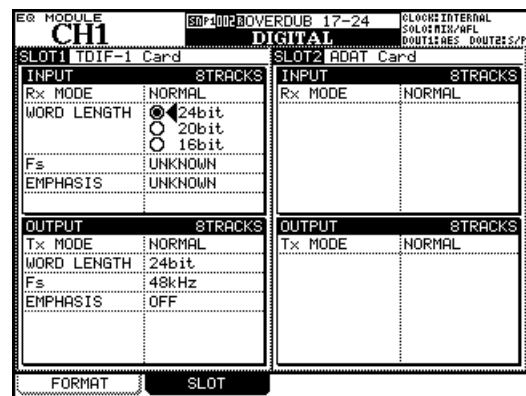 EQ MODULE
CH1
OVERDUB 17-24
DIGITAL
CLOCK:INTERNAL
SOLO:MIX/AFL
DOUT1:AES DOUT2:S/P
SLOT1 TDIF-1 Card
INPUT 8TRACKS
Rx MODE NORMAL
WORD LENGTH 24bit
20bit
16bit
Fs UNKNOWN
EMPHASIS UNKNOWN
OUTPUT 8TRACKS
Tx MODE NORMAL
WORD LENGTH 24bit
Fs 48kHz
EMPHASIS OFF
SLOT2 ADAT Card
INPUT 8TRACKS
Rx MODE NORMAL
OUTPUT 8TRACKS
Tx MODE NORMAL
FORMAT SLOT